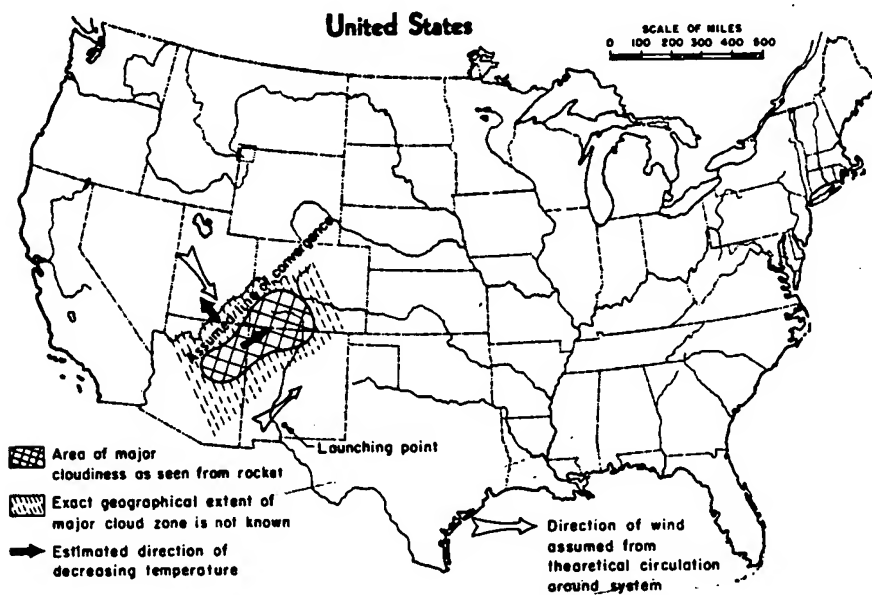 United States
SCALE OF MILES
0 100 200 300 400 500
Assumed line of convergence
Launching point
Area of major
cloudiness as seen from rocket
Exact geographical extent of
major cloud zone is not known
Estimated direction of
decreasing temperature
Direction of wind
assumed from
theoretical circulation
around system